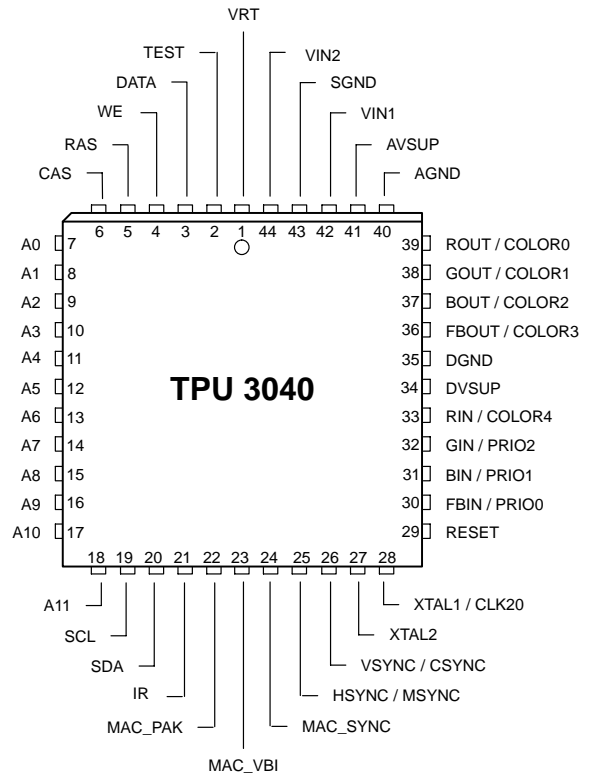 VRT
TEST
VIN2
DATA
SGND
WE
VIN1
RAS
AVSUP
CAS
AGND
6 5 4 3 2 1 44 43 42 41 40
A0 7 39 ROUT / COLOR0
A1 8 38 GOUT / COLOR1
A2 9 37 BOUT / COLOR2
A3 10 36 FBOUT / COLOR3
A4 11 35 DGND
A5 12 34 DVSUP
TPU 3040
A6 13 33 RIN / COLOR4
A7 14 32 GIN / PRIO2
A8 15 31 BIN / PRIO1
A9 16 30 FBIN / PRIO0
A10 17 29 RESET
18 19 20 21 22 23 24 25 26 27 28
A11
XTAL1 / CLK20
SCL
XTAL2
SDA
VSYNC / CSYNC
IR
HSYNC / MSYNC
MAC_PAK
MAC_SYNC
MAC_VBI